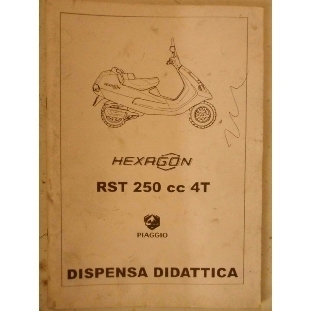 HEXAGON
RST 250 cc 4T
PIAGGIO
DISPENSA DIDATTICA